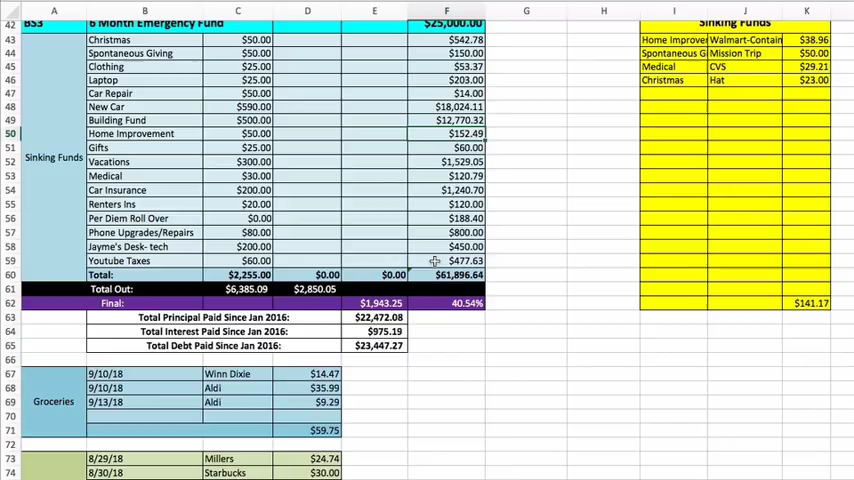 A B C D E F G H I J K
42 BS3 6 Month Emergency Fund $25,000.00 Sinking Funds
43 Christmas $50.00 $542.78 Home Improver Walmart-Contain $38.96
44 Spontaneous Giving $50.00 $150.00 Spontaneous G Mission Trip $50.00
45 Clothing $25.00 $53.37 Medical CVS $29.21
46 Laptop $25.00 $203.00 Christmas Hat $23.00
47 Car Repair $50.00 $14.00
48 New Car $590.00 $18,024.11
49 Building Fund $500.00 $12,770.32
50 Home Improvement $50.00 $152.49
51 Gifts $25.00 $60.00
52 Sinking Funds Vacations $300.00 $1,529.05
53 Medical $30.00 $120.79
54 Car Insurance $200.00 $1,240.70
55 Renters Ins $20.00 $120.00
56 Per Diem Roll Over $0.00 $188.40
57 Phone Upgrades/Repairs $80.00 $800.00
58 Jayme's Desk- tech $200.00 $450.00
59 Youtube Taxes $60.00 $477.63
60 Total: $2,255.00 $0.00 $0.00 $61,896.64
61 Total Out: $6,385.09 $2,850.05
62 Final: $1,943.25 40.54% $141.17
63 Total Principal Paid Since Jan 2016: $22,472.08
64 Total Interest Paid Since Jan 2016: $975.19
65 Total Debt Paid Since Jan 2016: $23,447.27
66
67 9/10/18 Winn Dixie $14.47
68 9/10/18 Aldi $35.99
69 Groceries 9/13/18 Aldi $9.29
70
71 $59.75
72
73 8/29/18 Millers $24.74
74 8/30/18 Starbucks $30.00